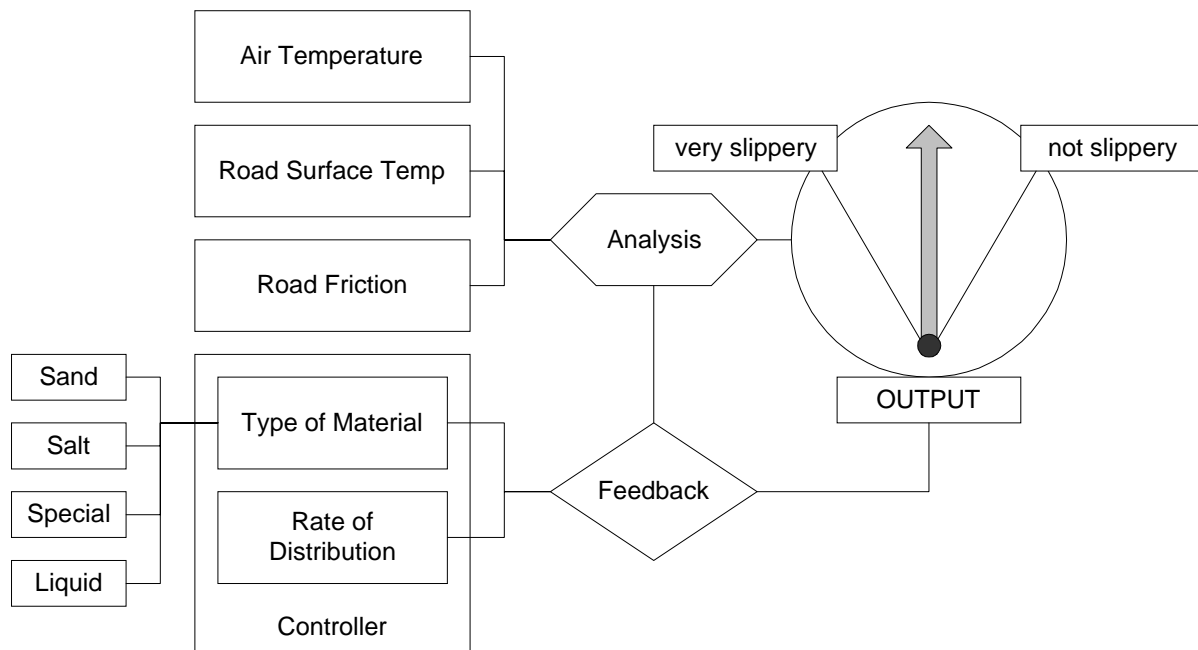 Air Temperature
very slippery
not slippery
Road Surface Temp
Analysis
Road Friction
Sand
Type of Material
OUTPUT
Salt
Special
Feedback
Rate of
Distribution
Liquid
Controller